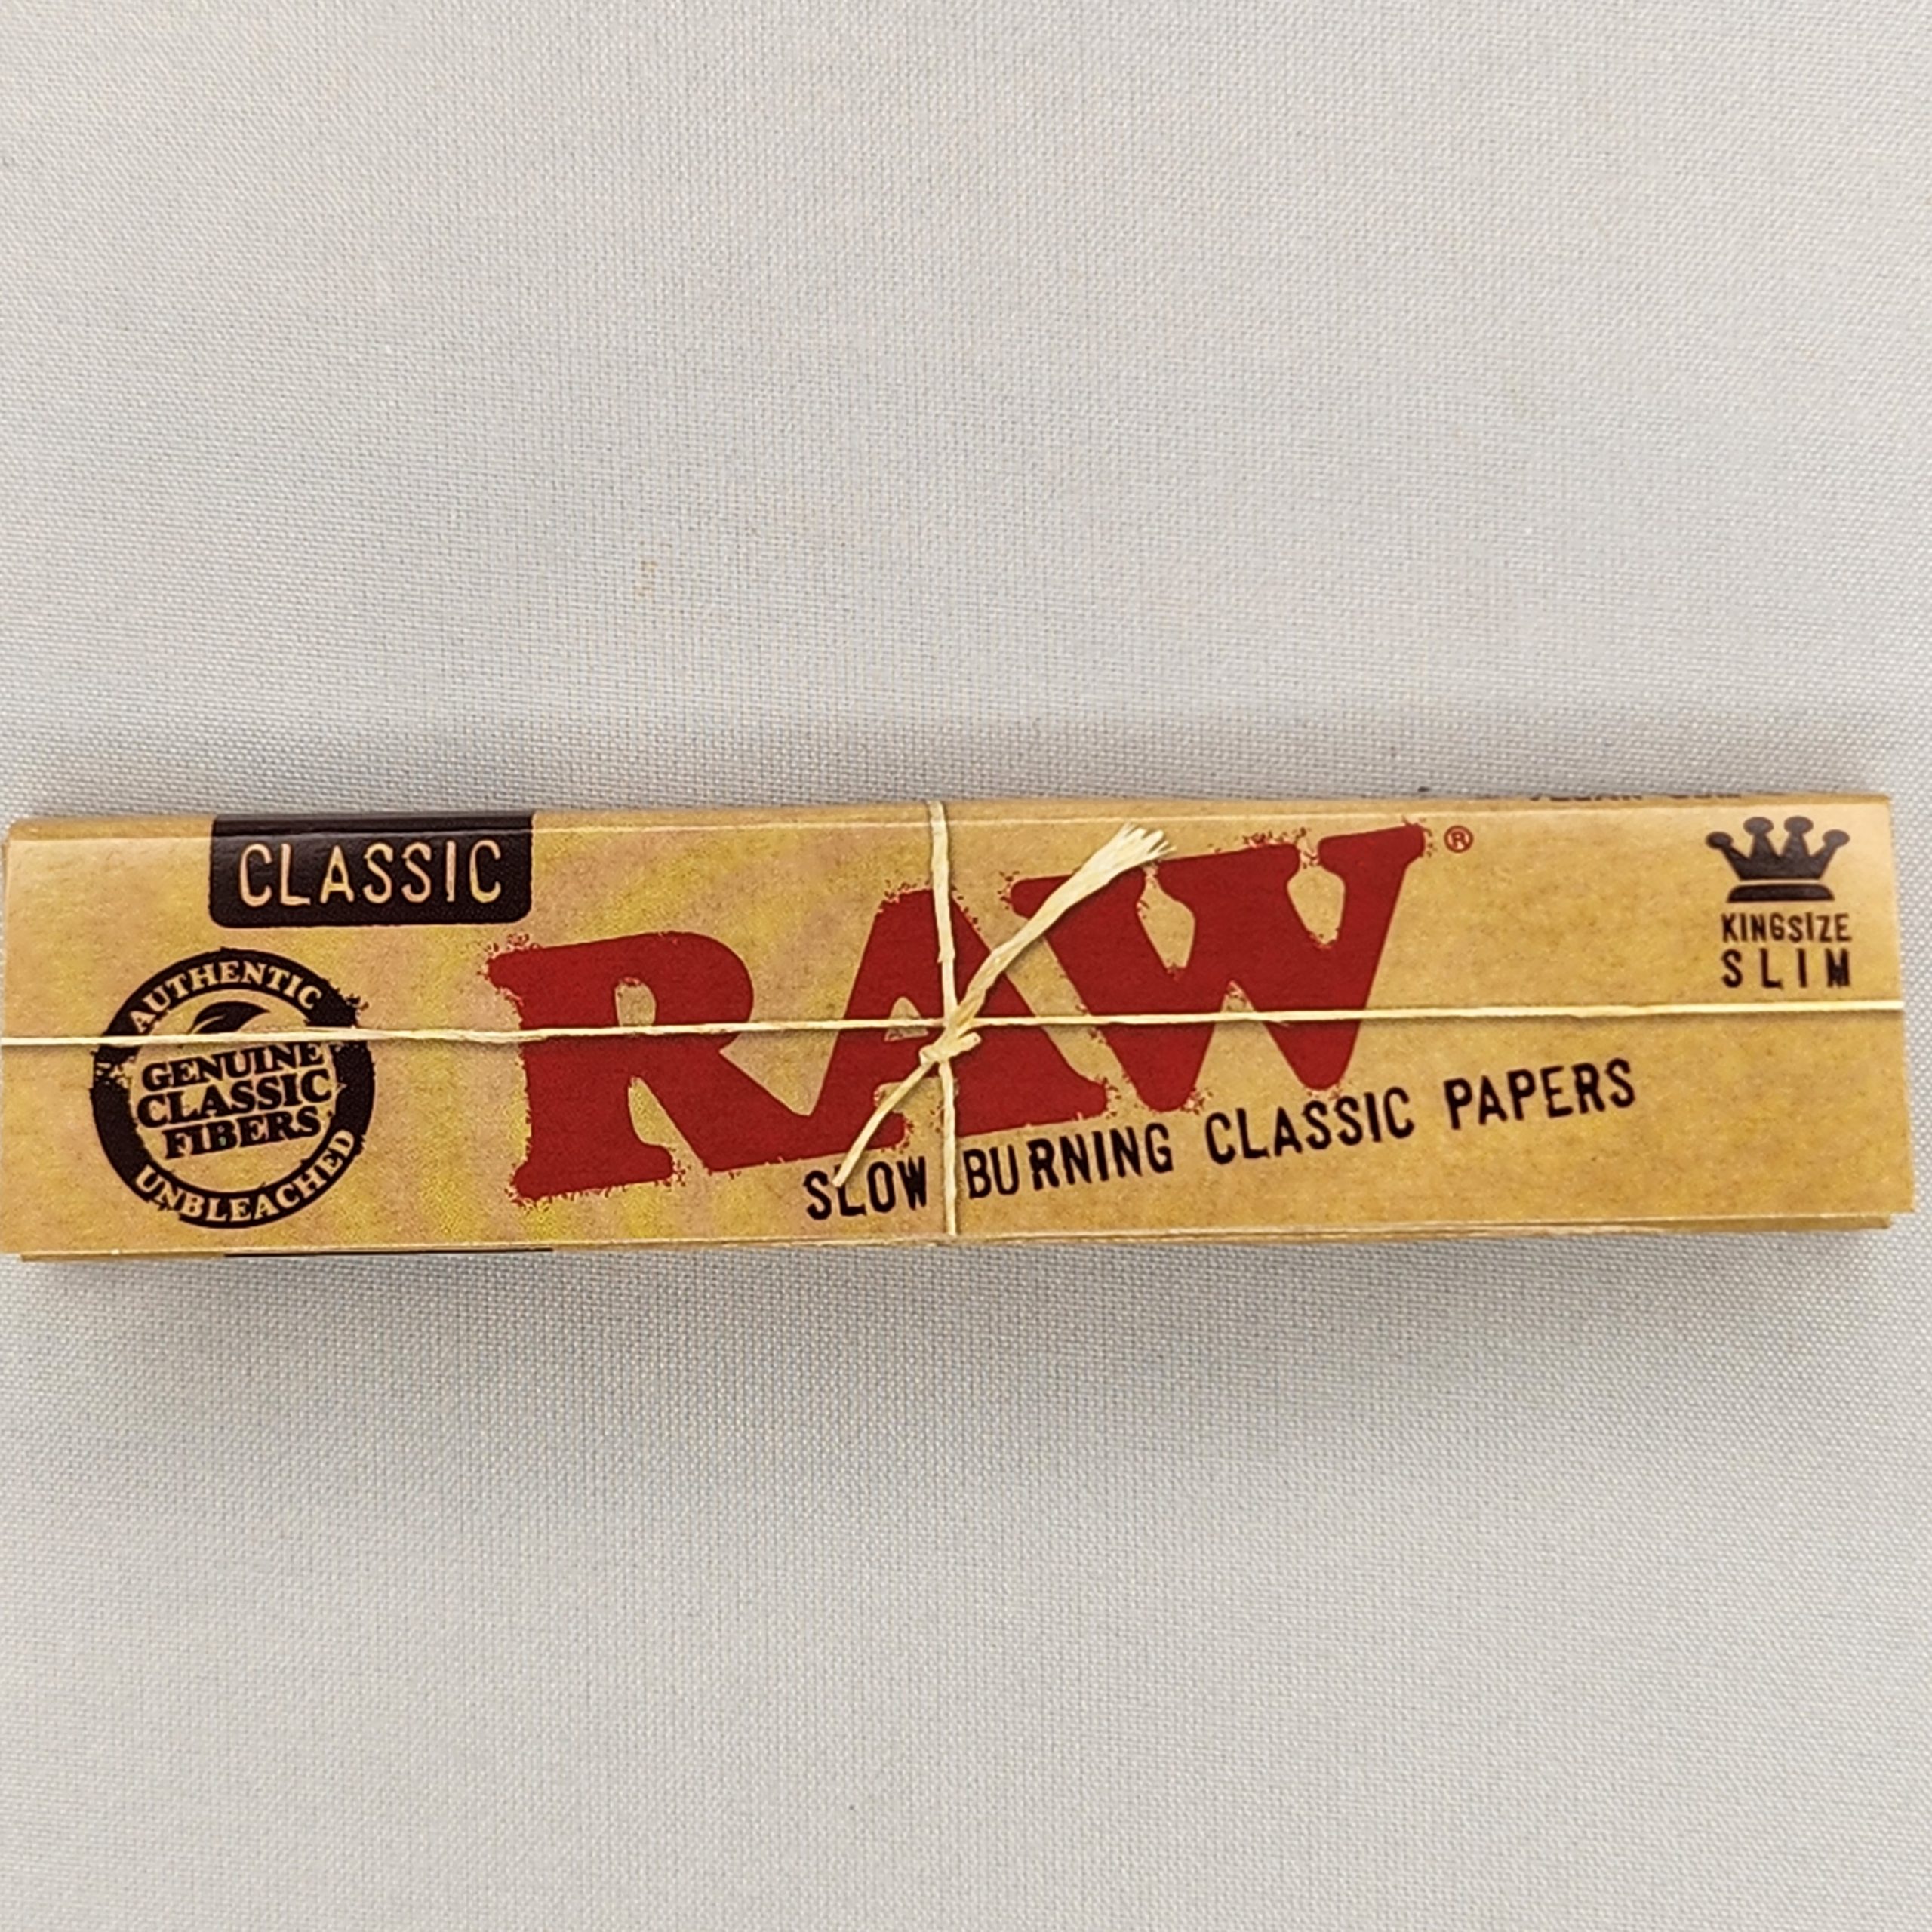 CLASSIC
AUTHENTIC
GENUINE
CLASSIC
FIBERS
UNBLEACHED
RAW®
SLOW BURNING CLASSIC PAPERS
KINGSIZE
SLIM